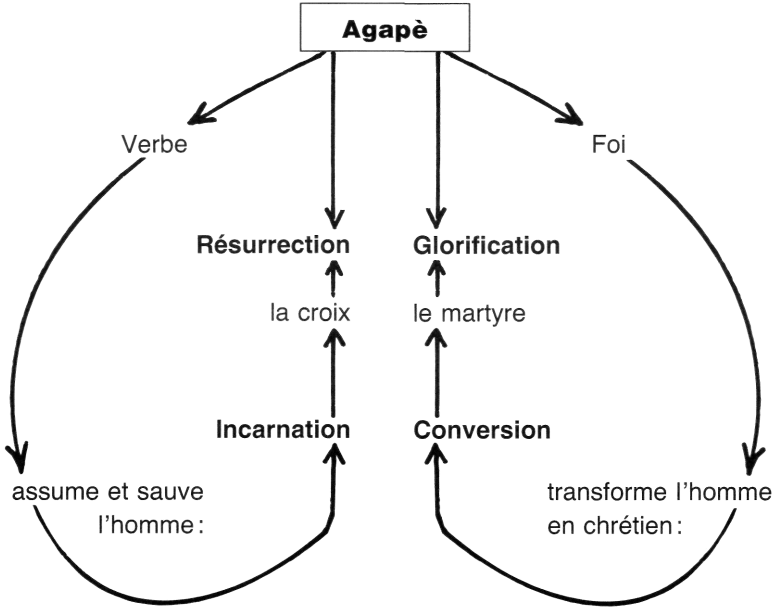 Agapè
Verbe
Foi
Résurrection
Glorification
la croix
le martyre
Incarnation
Conversion
assume et sauve
l'homme :
transforme l'homme
en chrétien :